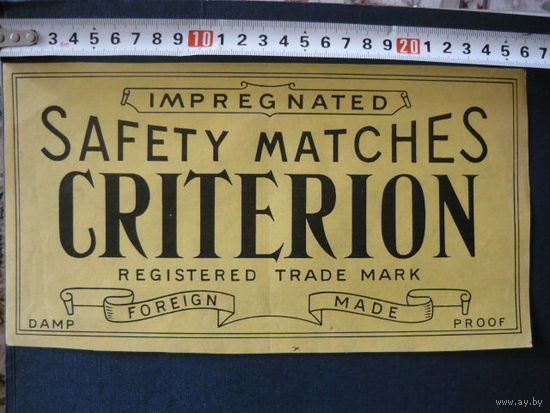 3 4 5 6 7 8 9 10 1 2 3 4 5 6 7 8 9 20 1 2 3 4 5 6 7
IMPREGNATED
SAFETY MATCHES
CRITERION
REGISTERED TRADE MARK
FOREIGN MADE
DAMP PROOF
www.ay.by